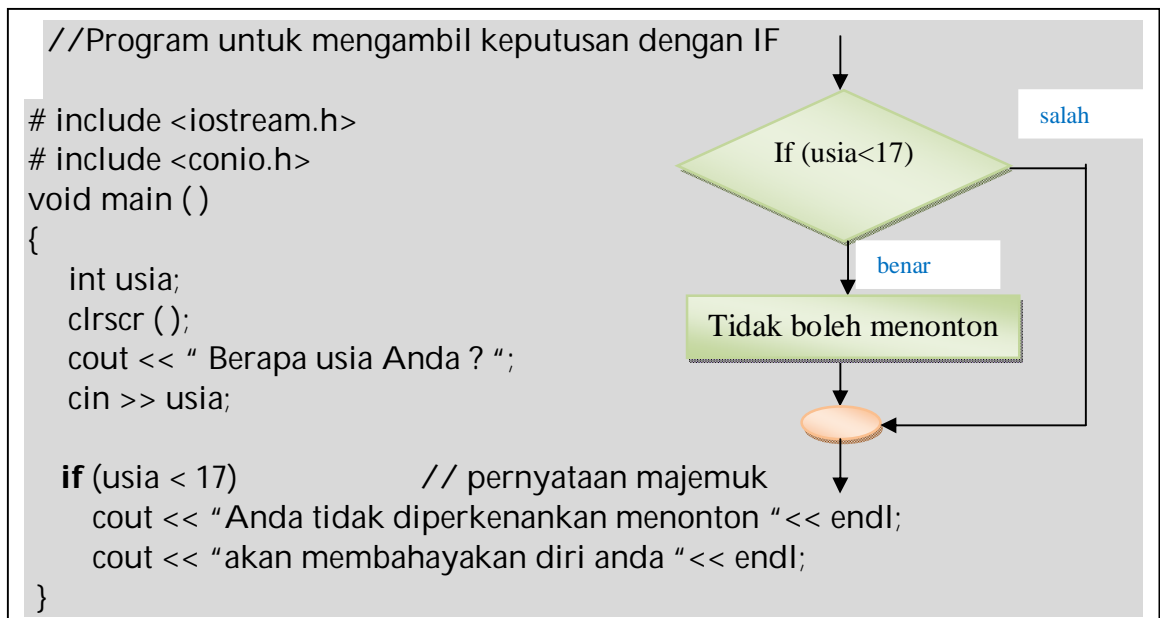 //Program untuk mengambil keputusan dengan IF
# include <iostream.h>
# include <conio.h>
void main ( )
{
int usia;
clrscr ( );
cout << “ Berapa usia Anda ? “;
cin >> usia;
if (usia < 17) // pernyataan majemuk
cout << “Anda tidak diperkenankan menonton “<< endl;
cout << “akan membahayakan diri anda “<< endl;
}
If (usia<17)
salah
benar
Tidak boleh menonton